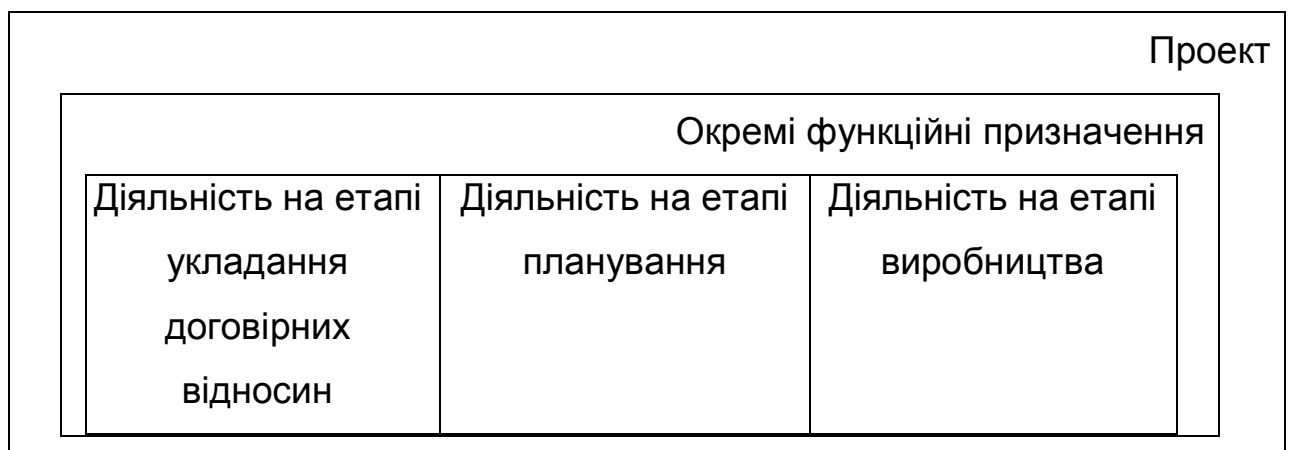 Проект
Окремі функційні призначення
Діяльність на етапі
укладання
договірних
відносин
Діяльність на етапі
планування
Діяльність на етапі
виробництва